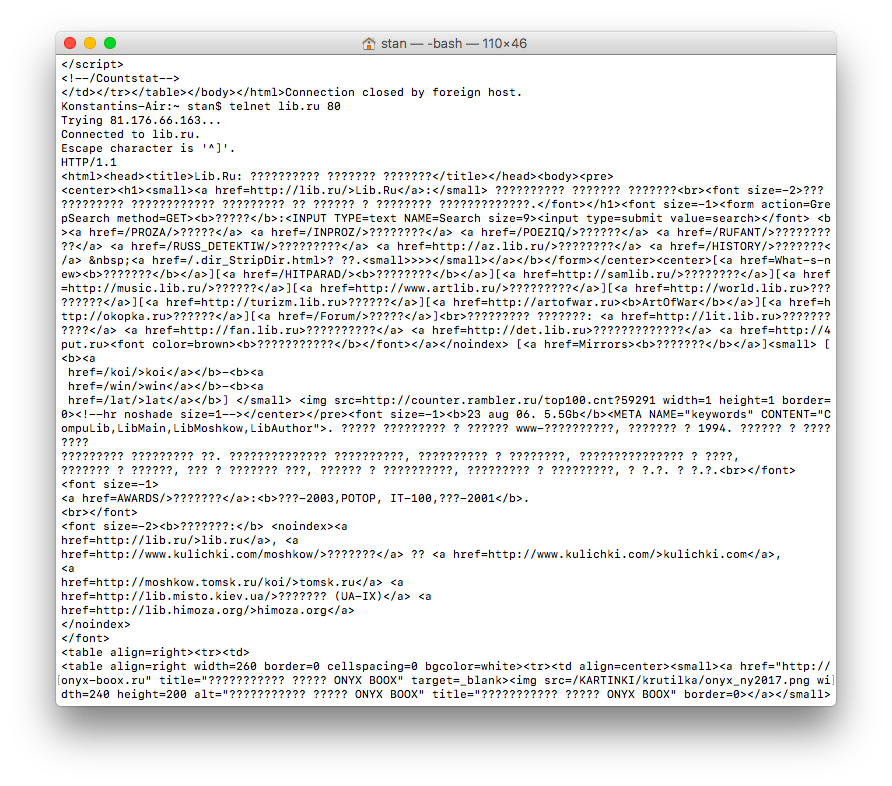 stan — -bash — 110×46
</script>
<!--/Countstat-->
</td></tr></table></body></html>Connection closed by foreign host.
Konstantins-Air:~ stan$ telnet lib.ru 80
Trying 81.176.66.163...
Connected to lib.ru.
Escape character is '^]'.
HTTP/1.1
<html><head><title>Lib.Ru: ?????????? ??????? ???????</title></head><body><pre>
<center><h1><small><a href=http://lib.ru/>Lib.Ru</a>:</small> ?????????? ??????? ???????<br><font size=-2>???
????????? ???????????? ????????? ?? ?????? ? ???????? ?????????????.</font></h1><font size=-1><form action=Gre
pSearch method=GET><b>?????</b>:<INPUT TYPE=text NAME=Search size=9><input type=submit value=search></font> <b
><a href=/PROZA/>?????</a> <a href=/INPROZ/>????????</a> <a href=/POEZIQ/>??????</a> <a href=/RUFANT/>????????
??</a> <a href=/RUSS_DETEKTIW/>?????????</a> <a href=http://az.lib.ru/>????????</a> <a href=/HISTORY/>???????<
/a> &nbsp;<a href=/.dir_StripDir.html>? ??.<small>>>></small></a></b></form></center><center>[<a href=What-s-n
ew><b>???????</b></a>][<a href=/HITPARAD/><b>????????</b></a>][<a href=http://samlib.ru/>????????</a>][<a href
=http://music.lib.ru/>??????</a>][<a href=http://www.artlib.ru/>?????????</a>][<a href=http://world.lib.ru>???
???????</a>][<a href=http://turizm.lib.ru>??????</a>][<a href=http://artofwar.ru><b>ArtOfWar</b></a>][<a href=h
ttp://okopka.ru>??????</a>][<a href=/Forum/>?????</a>]<br>????????? ???????: <a href=http://lit.lib.ru>???????
????</a> <a href=http://fan.lib.ru>??????????</a> <a href=http://det.lib.ru>?????????????</a> <a href=http://4
put.ru><font color=brown><b>???????????</b></font></a></noindex> [<a href=Mirrors><b>???????</b></a>]<small> [
<b><a
href=/koi/>koi</a></b>-<b><a
href=/win/>win</a></b>-<b><a
href=/lat/>lat</a></b>] </small> <img src=http://counter.rambler.ru/top100.cnt?59291 width=1 height=1 border=
0><!--hr noshade size=1--></center></pre><font size=-1><b>23 aug 06. 5.5Gb</b><META NAME="keywords" CONTENT="C
ompuLib,LibMain,LibMoshkow,LibAuthor">. ????? ????????? ? ?????? www-??????????, ??????? ? 1994. ?????? ? ????
????
????????? ????????? ??. ?????????????? ??????????, ?????????? ? ????????, ??????????????? ? ????,
??????? ? ??????, ??? ? ??????? ???, ?????? ? ??????????, ????????? ? ?????????, ? ?.?. ? ?.?.<br></font>
<font size=-1>
<a href=AWARDS/>???????</a>:<b>???-2003,POTOP, IT-100,???-2001</b>.
<br></font>
<font size=-2><b>???????:</b> <noindex><a
href=http://lib.ru/>lib.ru</a>, <a
href=http://www.kulichki.com/moshkow/>???????</a> ?? <a href=http://www.kulichki.com/>kulichki.com</a>,
<a
href=http://moshkow.tomsk.ru/koi/>tomsk.ru</a> <a
href=http://lib.misto.kiev.ua/>??????? (UA-IX)</a> <a
href=http://lib.himoza.org/>himoza.org</a>
</noindex>
</font>
<table align=right><tr><td>
<table align=right width=260 border=0 cellspacing=0 bgcolor=white><tr><td align=center><small><a href="http://
onyx-boox.ru" title="??????????? ????? ONYX BOOX" target=_blank><img src=/KARTINKI/krutilka/onyx_ny2017.png wi
dth=240 height=200 alt="??????????? ????? ONYX BOOX" title="??????????? ????? ONYX BOOX" border=0></a></small>